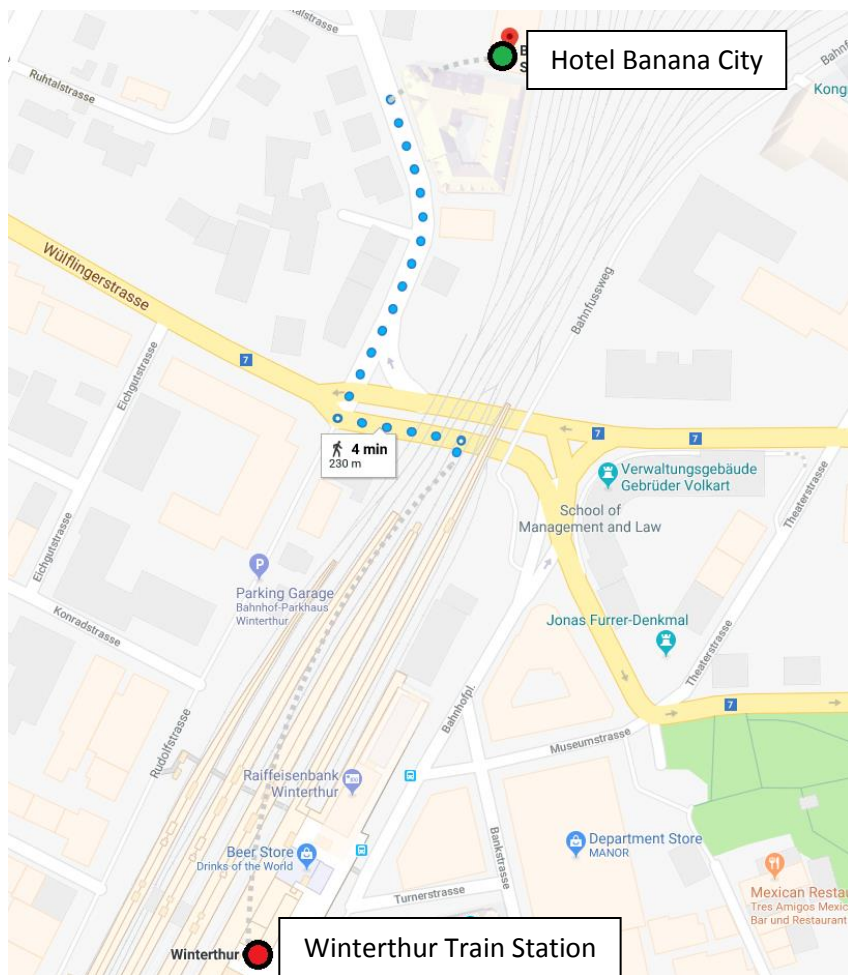 Ruhtalstrasse
Hotel Banana City
B
S
Kong
Wülflingerstrasse
Bahnfussweg
7
Eichgutstrasse
4 min
230 m
7
7
Verwaltungsgebäude
Gebrüder Volkart
School of
Management and Law
Theaterstrasse
P
Parking Garage
Bahnhof-Parkhaus
Winterthur
Eichgutstrasse
Konradstrasse
Jonas Furrer-Denkmal
Theaterstrasse
7
Rudolfstrasse
Bahnhofpl.
Museumstrasse
Raiffeisenbank
Winterthur
Beer Store
Drinks of the World
Bankstrasse
Department Store
MANOR
Turnerstrasse
Mexican Restau
Tres Amigos Mexic
Bar und Restaurant
Winterthur
Winterthur Train Station